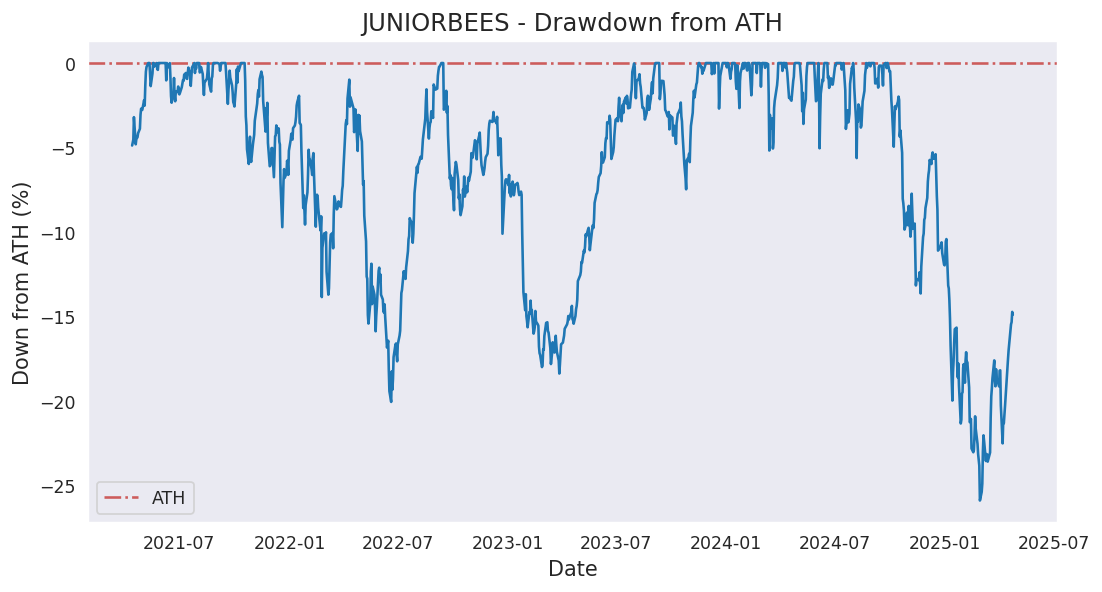 JUNIORBEES - Drawdown from ATH
Down from ATH (%)
0
−5
−10
−15
−20
−25
ATH
2021-07 2022-01 2022-07 2023-01 2023-07 2024-01 2024-07 2025-01 2025-07
Date